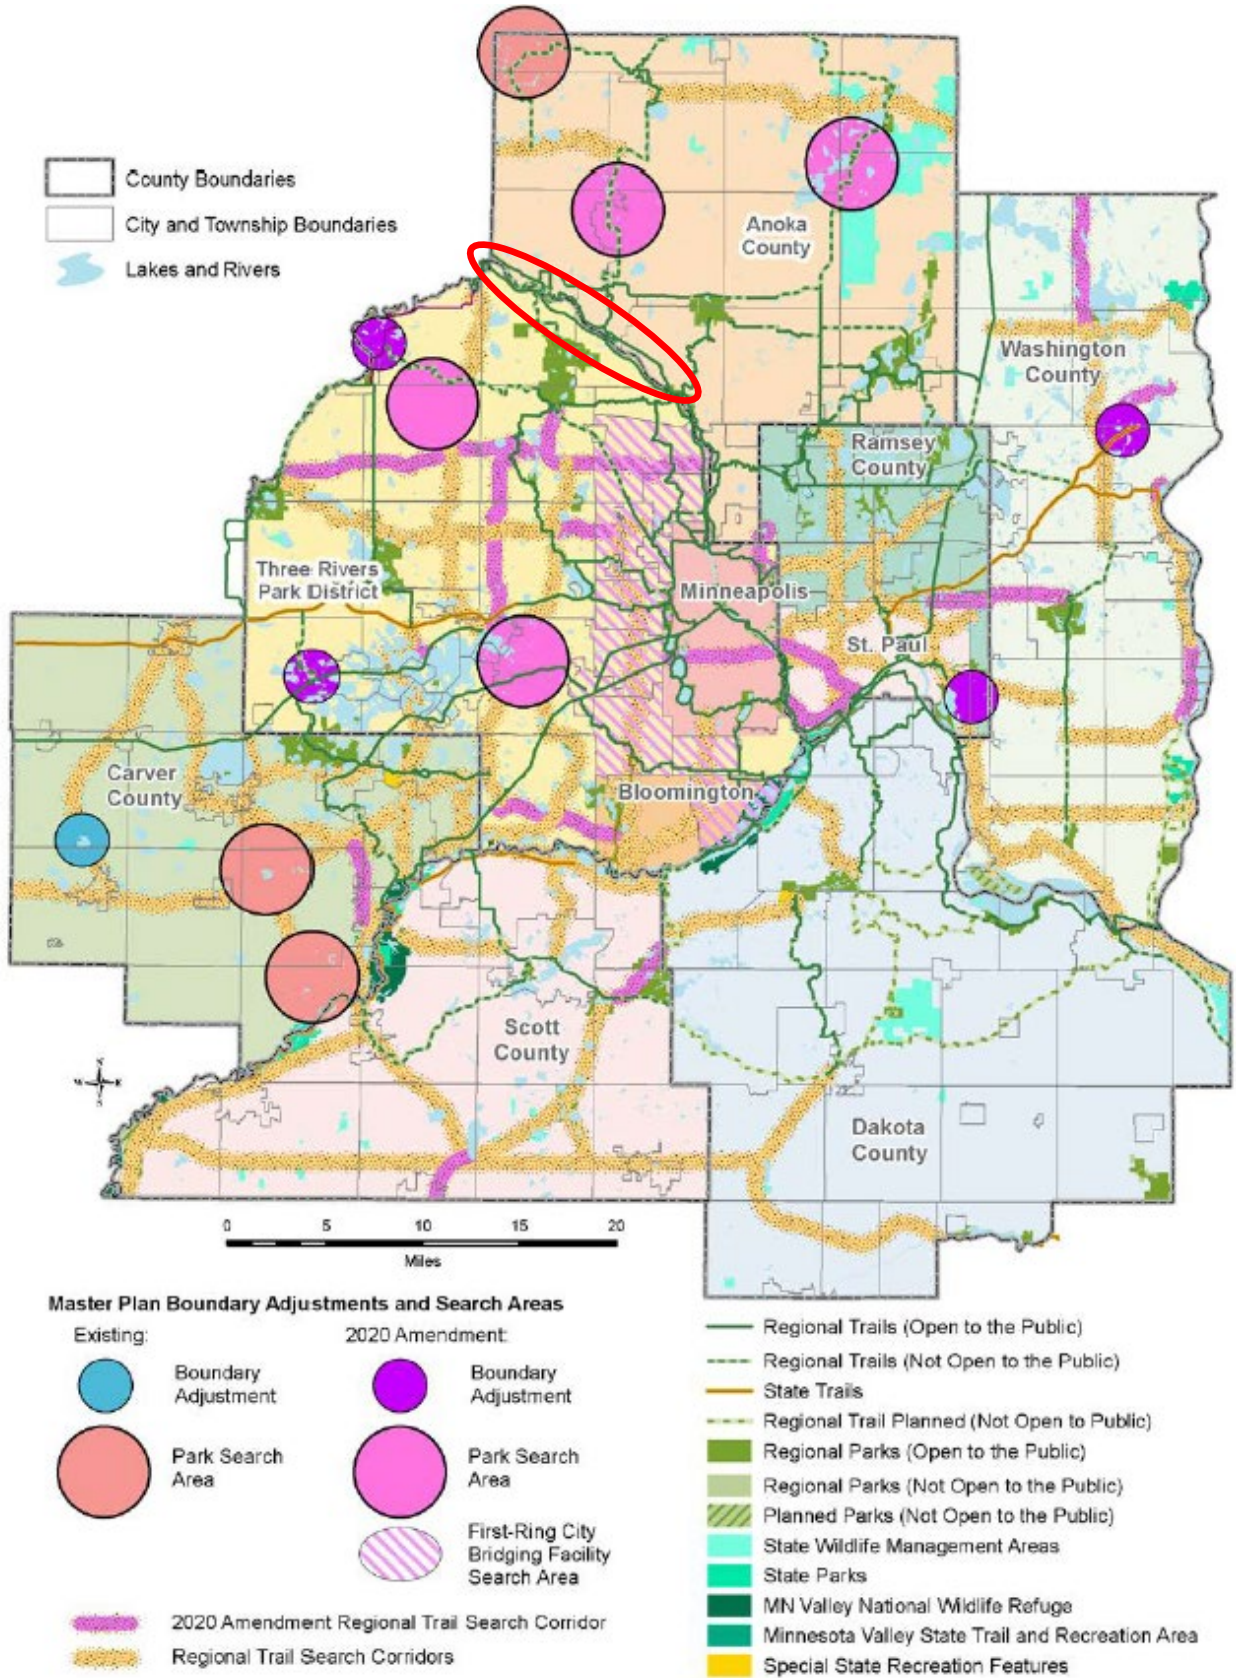 County Boundaries
City and Township Boundaries
Lakes and Rivers
Anoka
County
Washington
County
Ramsey
County
Three Rivers
Park District
Minneapolis
St. Paul
Carver
County
Bloomington
Scott
County
N
W
E
S
Dakota
County
0 5 10 15 20
Miles
Master Plan Boundary Adjustments and Search Areas
Existing:
Boundary
Adjustment
Park Search
Area
2020 Amendment:
Boundary
Adjustment
Park Search
Area
First-Ring City
Bridging Facility
Search Area
2020 Amendment Regional Trail Search Corridor
Regional Trail Search Corridors
Regional Trails (Open to the Public)
Regional Trails (Not Open to the Public)
State Trails
Regional Trail Planned (Not Open to Public)
Regional Parks (Open to the Public)
Regional Parks (Not Open to the Public)
Planned Parks (Not Open to the Public)
State Wildlife Management Areas
State Parks
MN Valley National Wildlife Refuge
Minnesota Valley State Trail and Recreation Area
Special State Recreation Features